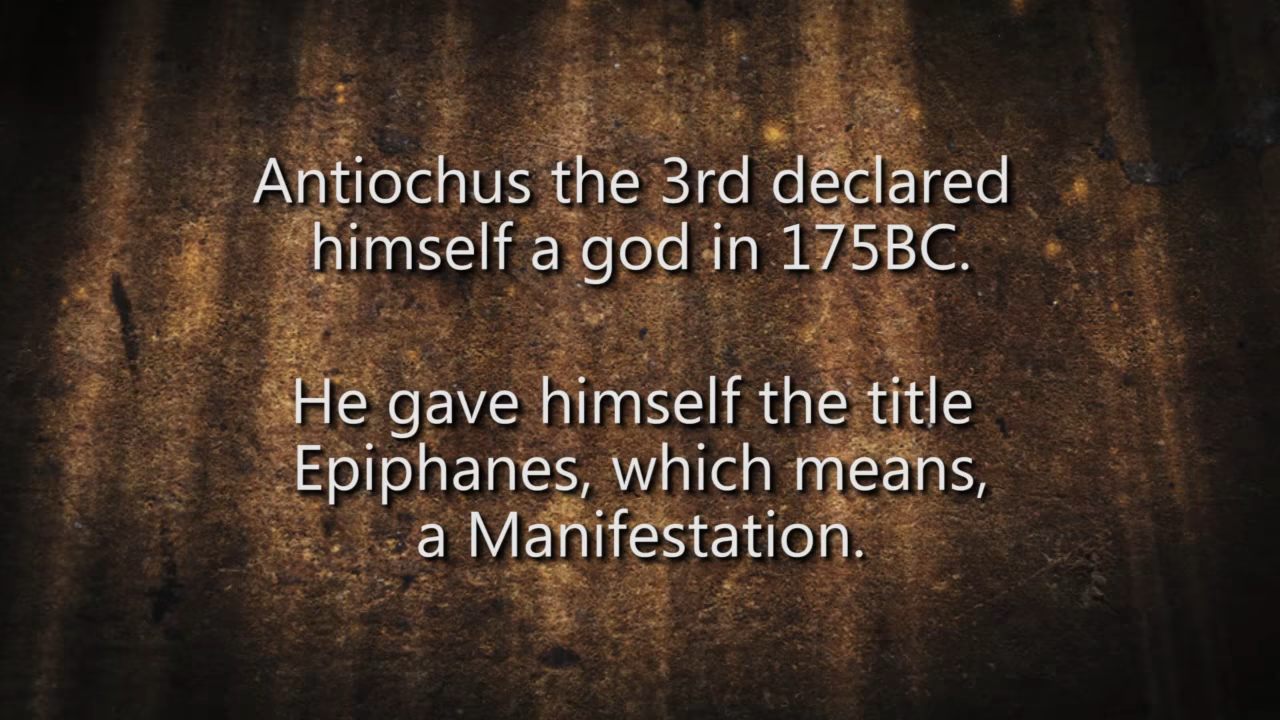 Antiochus the 3rd declared
himself a god in 175BC.
He gave himself the title
Epiphanes, which means,
a Manifestation.